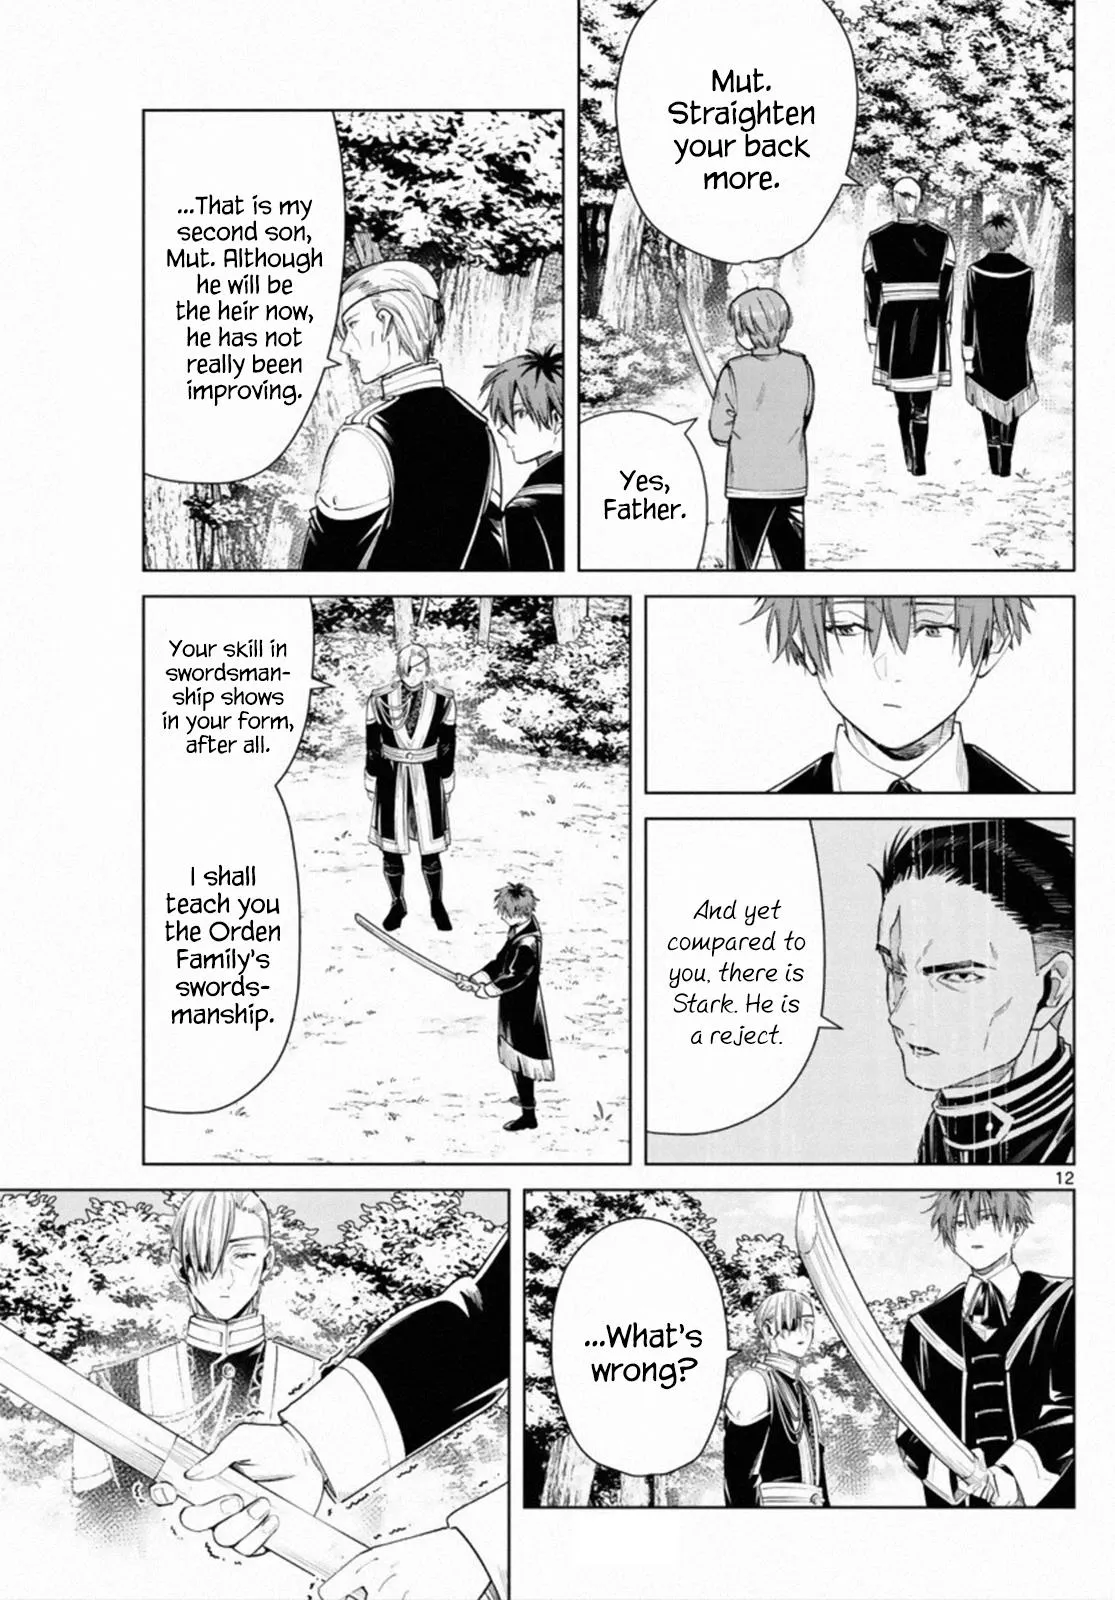 Mut.
Straighten
your back
more.
Yes,
Father.
...That is my
second son,
Mut. Although
he will be
the heir now,
he has not
really been
improving.
And yet
compared to
you, there is
Stark. He is
a reject.
Your skill in
swordsman-
ship shows
in your form,
after all.
I shall
teach you
the Orden
Family's
swords-
manship.
12
...What's
wrong?